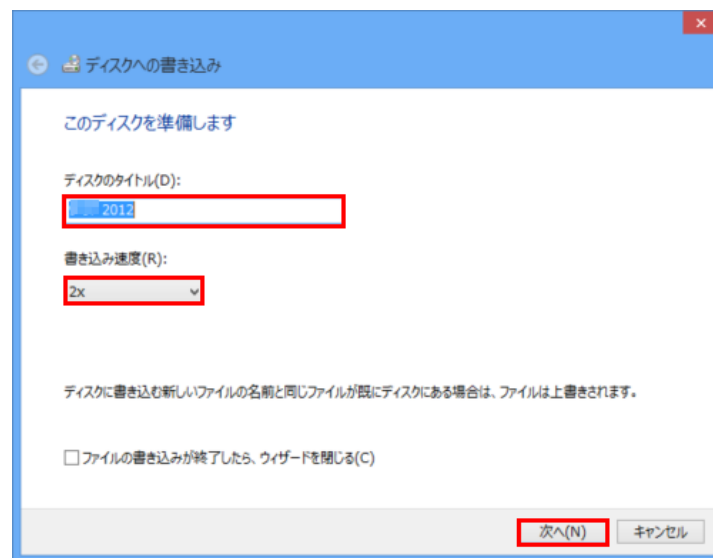 ディスクへの書き込み
このディスクを準備します
ディスクのタイトル(D):
2012
書き込み速度(R):
2x
ディスクに書き込む新しいファイルの名前と同じファイルが既にディスクにある場合は、ファイルは上書きされます。
ファイルの書き込みが終了したら、ウィザードを閉じる(C)
次へ(N)
キャンセル